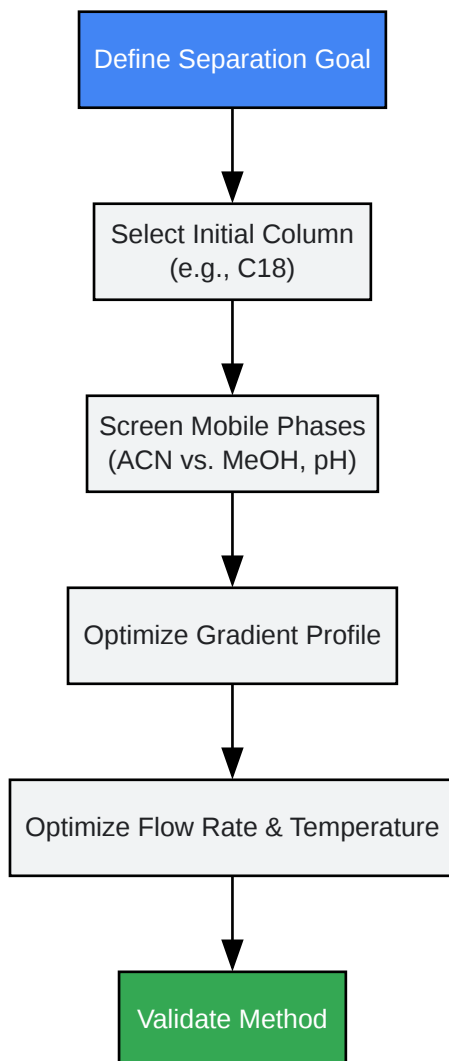 Define Separation Goal
Select Initial Column
(e.g., C18)
Screen Mobile Phases
(ACN vs. MeOH, pH)
Optimize Gradient Profile
Optimize Flow Rate & Temperature
Validate Method